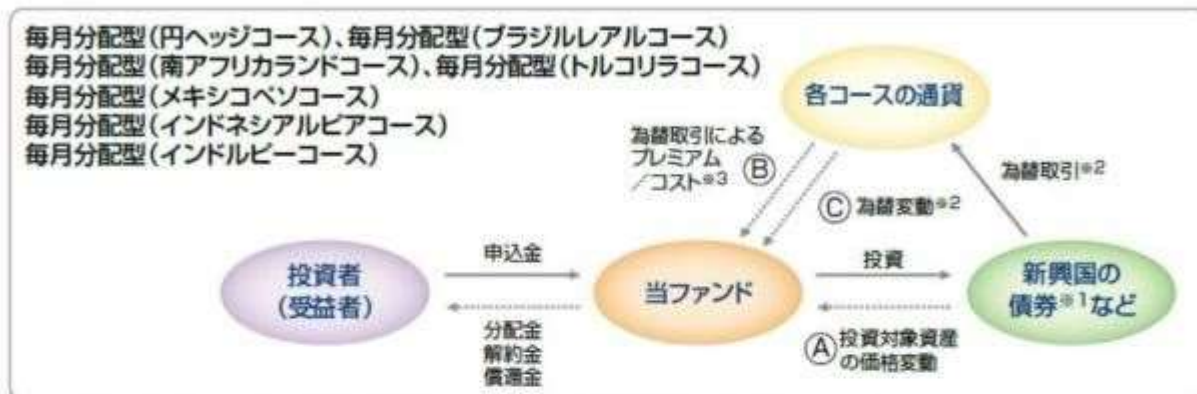 毎月分配型(円ヘッジコース)、毎月分配型(ブラジルレアルコース)
毎月分配型(南アフリカランドコース)、毎月分配型(トルコリラコース)
毎月分配型(メキシコペソコース)
毎月分配型(インドネシアルピアコース)
毎月分配型(インドルピーコース)
各コースの通貨
為替取引による
プレミアム
/コスト※3
Ⓑ
為替取引※2
Ⓒ 為替変動※2
投資者
(受益者)
申込金
分配金
解約金
償還金
当ファンド
投資
Ⓐ 投資対象資産
の価格変動
新興国の
債券※1など